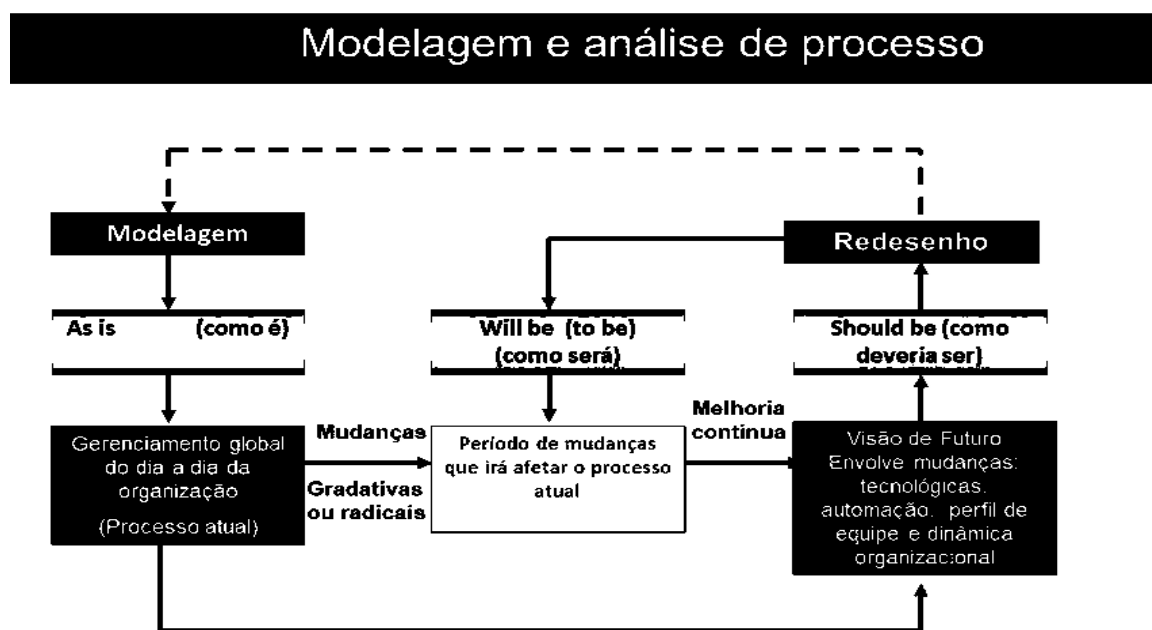 Modelagem e análise de processo
Modelagem
Redesenho
As is (como é)
Will be (to be)
(como será)
Should be (como
deveria ser)
Gerenciamento global
do dia a dia da
organização
(Processo atual)
Mudanças
Gradativas
ou radicais
Período de mudanças
que irá afetar o processo
atual
Melhoria
contínua
Visão de Futuro
Envolve mudanças:
tecnológicas,
automação, perfil de
equipe e dinâmica
organizacional